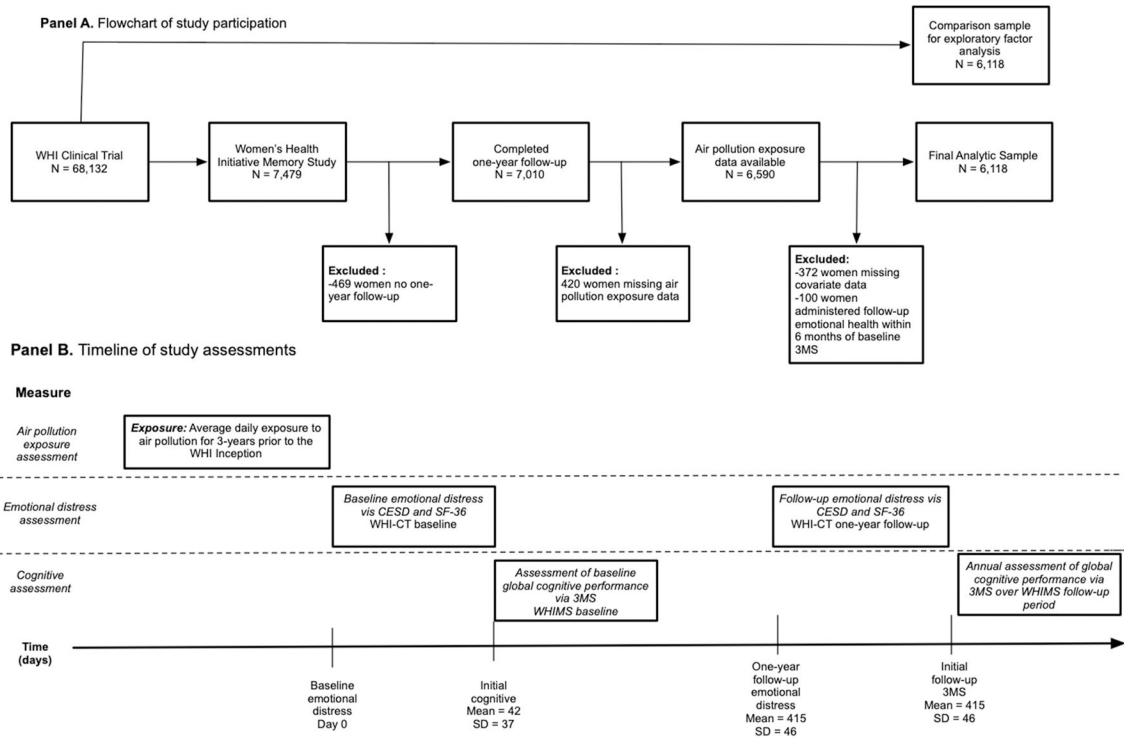 Panel A. Flowchart of study participation
Comparison sample
for exploratory factor
analysis
N = 6,118
WHI Clinical Trial
N = 68,132
Women's Health
Initiative Memory Study
N = 7,479
Completed
one-year follow-up
N = 7,010
Air pollution exposure
data available
N = 6,590
Final Analytic Sample
N = 6,118
Excluded :
-469 women no one-
year follow-up
Excluded :
420 women missing air
pollution exposure data
Excluded:
-372 women missing
covariate data
-100 women
administered follow-up
emotional health within
6 months of baseline
3MS
Panel B. Timeline of study assessments
Measure
Air pollution
exposure
assessment
Exposure: Average daily exposure to
air pollution for 3-years prior to the
WHI Inception
Emotional distress
assessment
Baseline emotional distress
vis CESD and SF-36
WHI-CT baseline
Follow-up emotional distress vis
CESD and SF-36
WHI-CT one-year follow-up
Cognitive
assessment
Assessment of baseline
global cognitive performance
via 3MS
WHIMS baseline
Annual assessment of global
cognitive performance via
3MS over WHIMS follow-up
period
Time
(days)
Baseline
emotional
distress
Day 0
Initial
cognitive
Mean = 42
SD = 37
One-year
follow-up
emotional
distress
Mean = 415
SD = 46
Initial
follow-up
3MS
Mean = 415
SD = 46